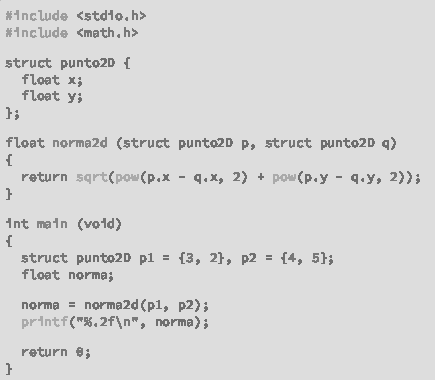 #include <stdio.h>
#include <math.h>
struct punto2D {
float x;
float y;
};
float norma2d (struct punto2D p, struct punto2D q)
{
return sqrt(pow(p.x - q.x, 2) + pow(p.y - q.y, 2));
}
int main (void)
{
struct punto2D p1 = {3, 2}, p2 = {4, 5};
float norma;
norma = norma2d(p1, p2);
printf("%.2f\n", norma);
return 0;
}